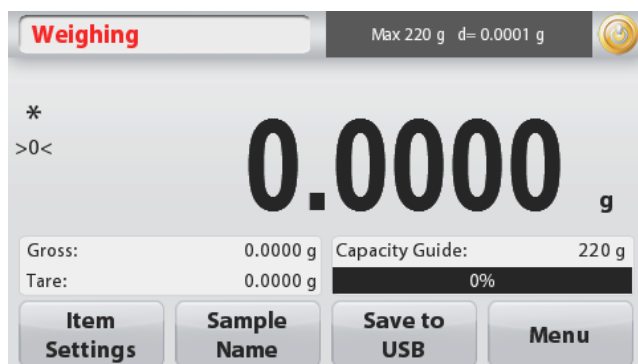 Weighing
Max 220 g d= 0.0001 g
*
>0<
0.0000 g
Gross: 0.0000 g
Tare: 0.0000 g
Capacity Guide: 220 g
0%
Item
Settings
Sample
Name
Save to
USB
Menu